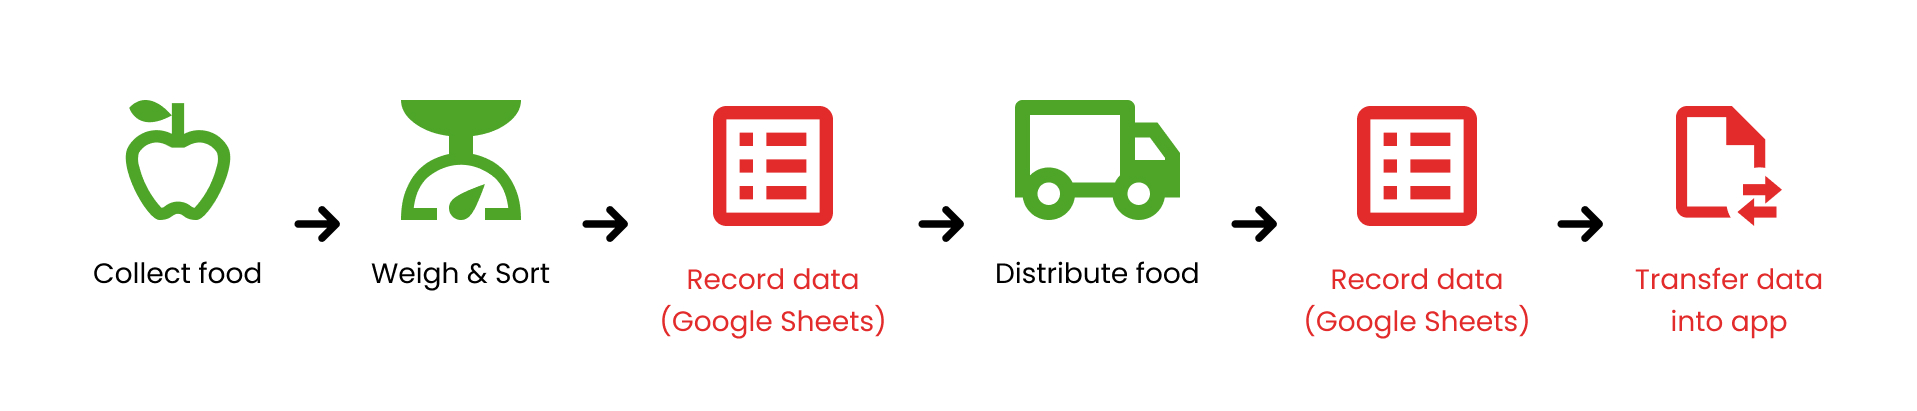 Collect food
Weigh & Sort
Record data
(Google Sheets)
Distribute food
Record data
(Google Sheets)
Transfer data
into app